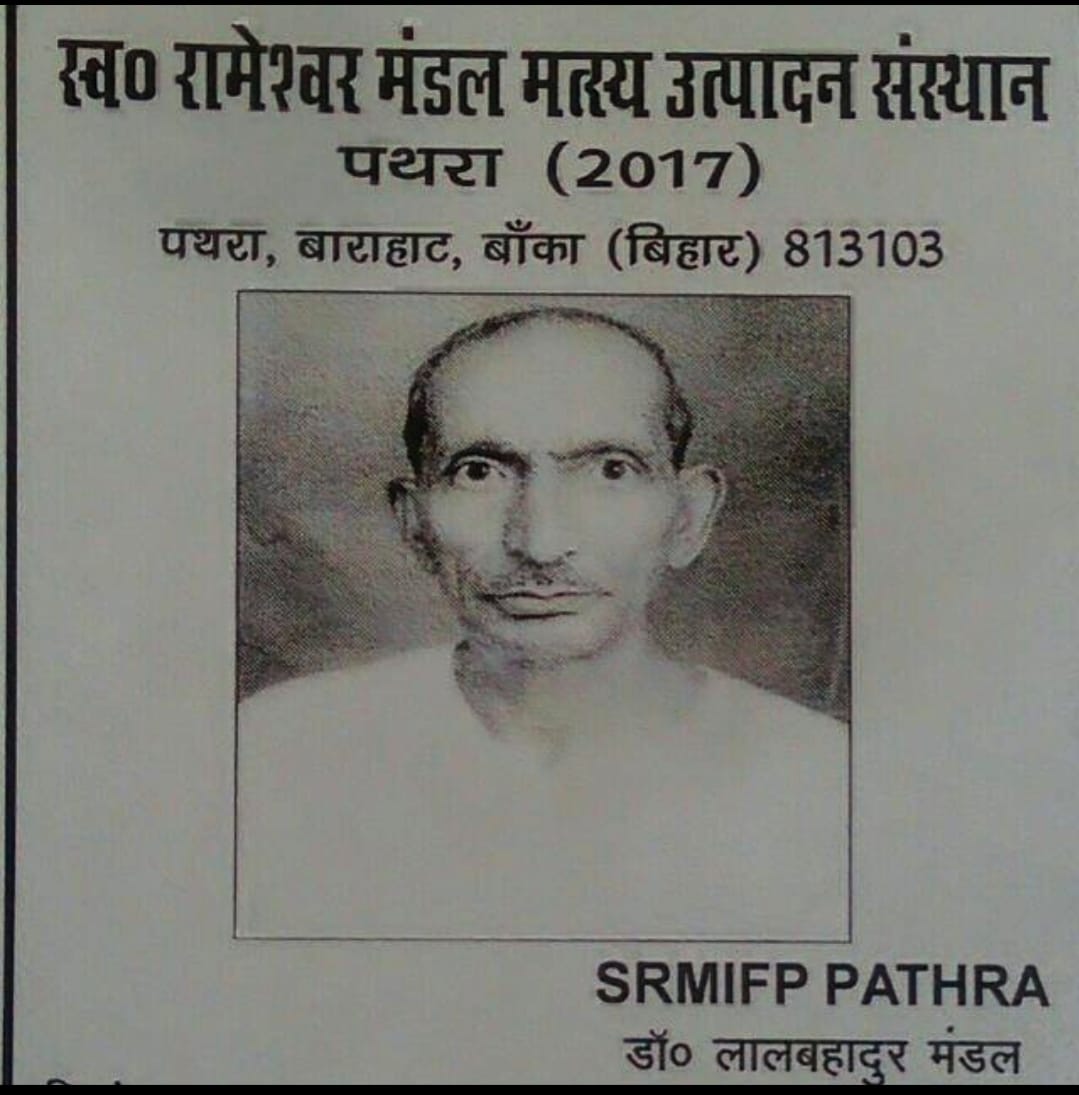 स्व० रामेश्वर मंडल मत्स्य उत्पादन संस्थान
पथरा (2017)
पथरा, बाराहाट, बाँका (बिहार) 813103
SRMIFP PATHRA
डॉ० लालबहादुर मंडल